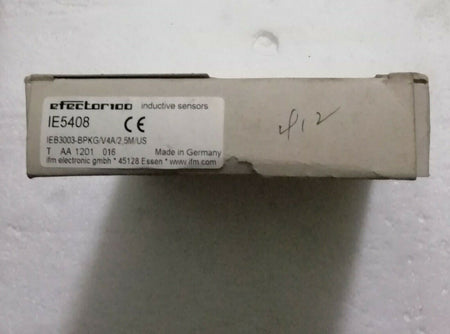 efector100 inductive sensors
IE5408 CE
IEB3003-BPKG/V4A/2,5M/US
T AA 1201 016 Made in Germany
ifm electronic gmbh * 45128 Essen * www.ifm.com